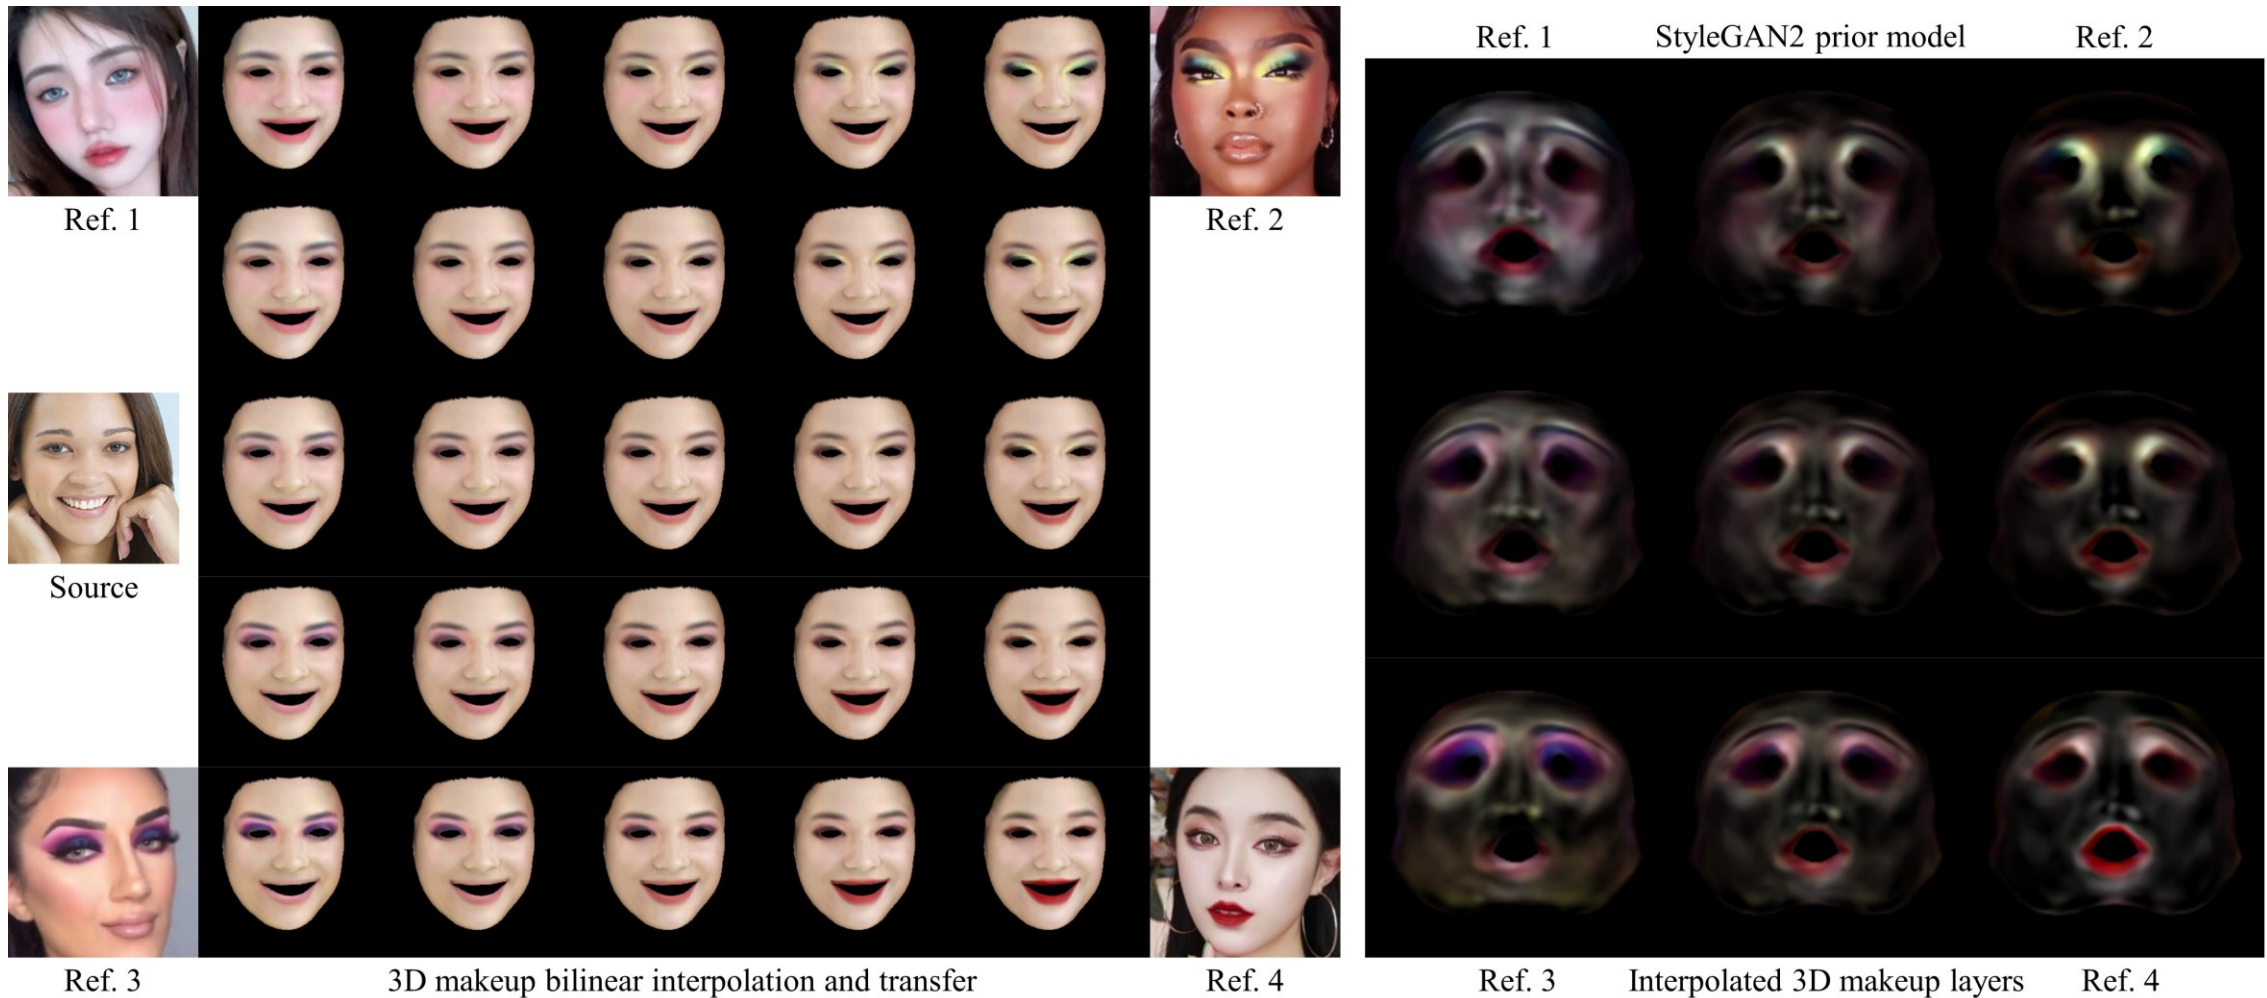 Ref. 1 StyleGAN2 prior model Ref. 2
Ref. 1
Ref. 2
Source
Ref. 3
3D makeup bilinear interpolation and transfer
Ref. 4
Ref. 3 Interpolated 3D makeup layers Ref. 4